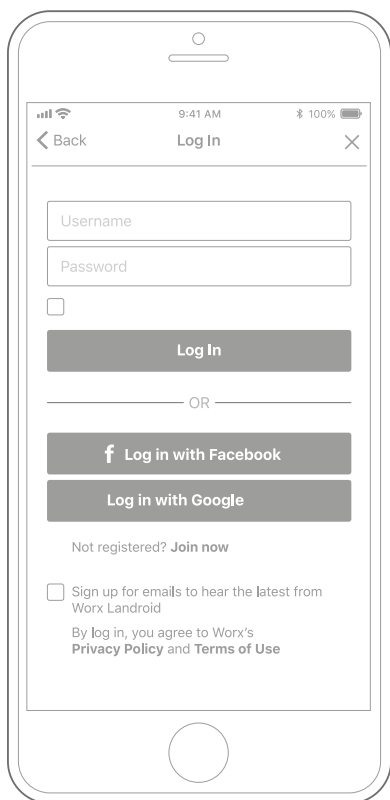 9:41 AM 100%
Back Log In
Username
Password
Log In
OR
f Log in with Facebook
Log in with Google
Not registered? Join now
Sign up for emails to hear the latest from
Worx Landroid
By log in, you agree to Worx's
Privacy Policy and Terms of Use